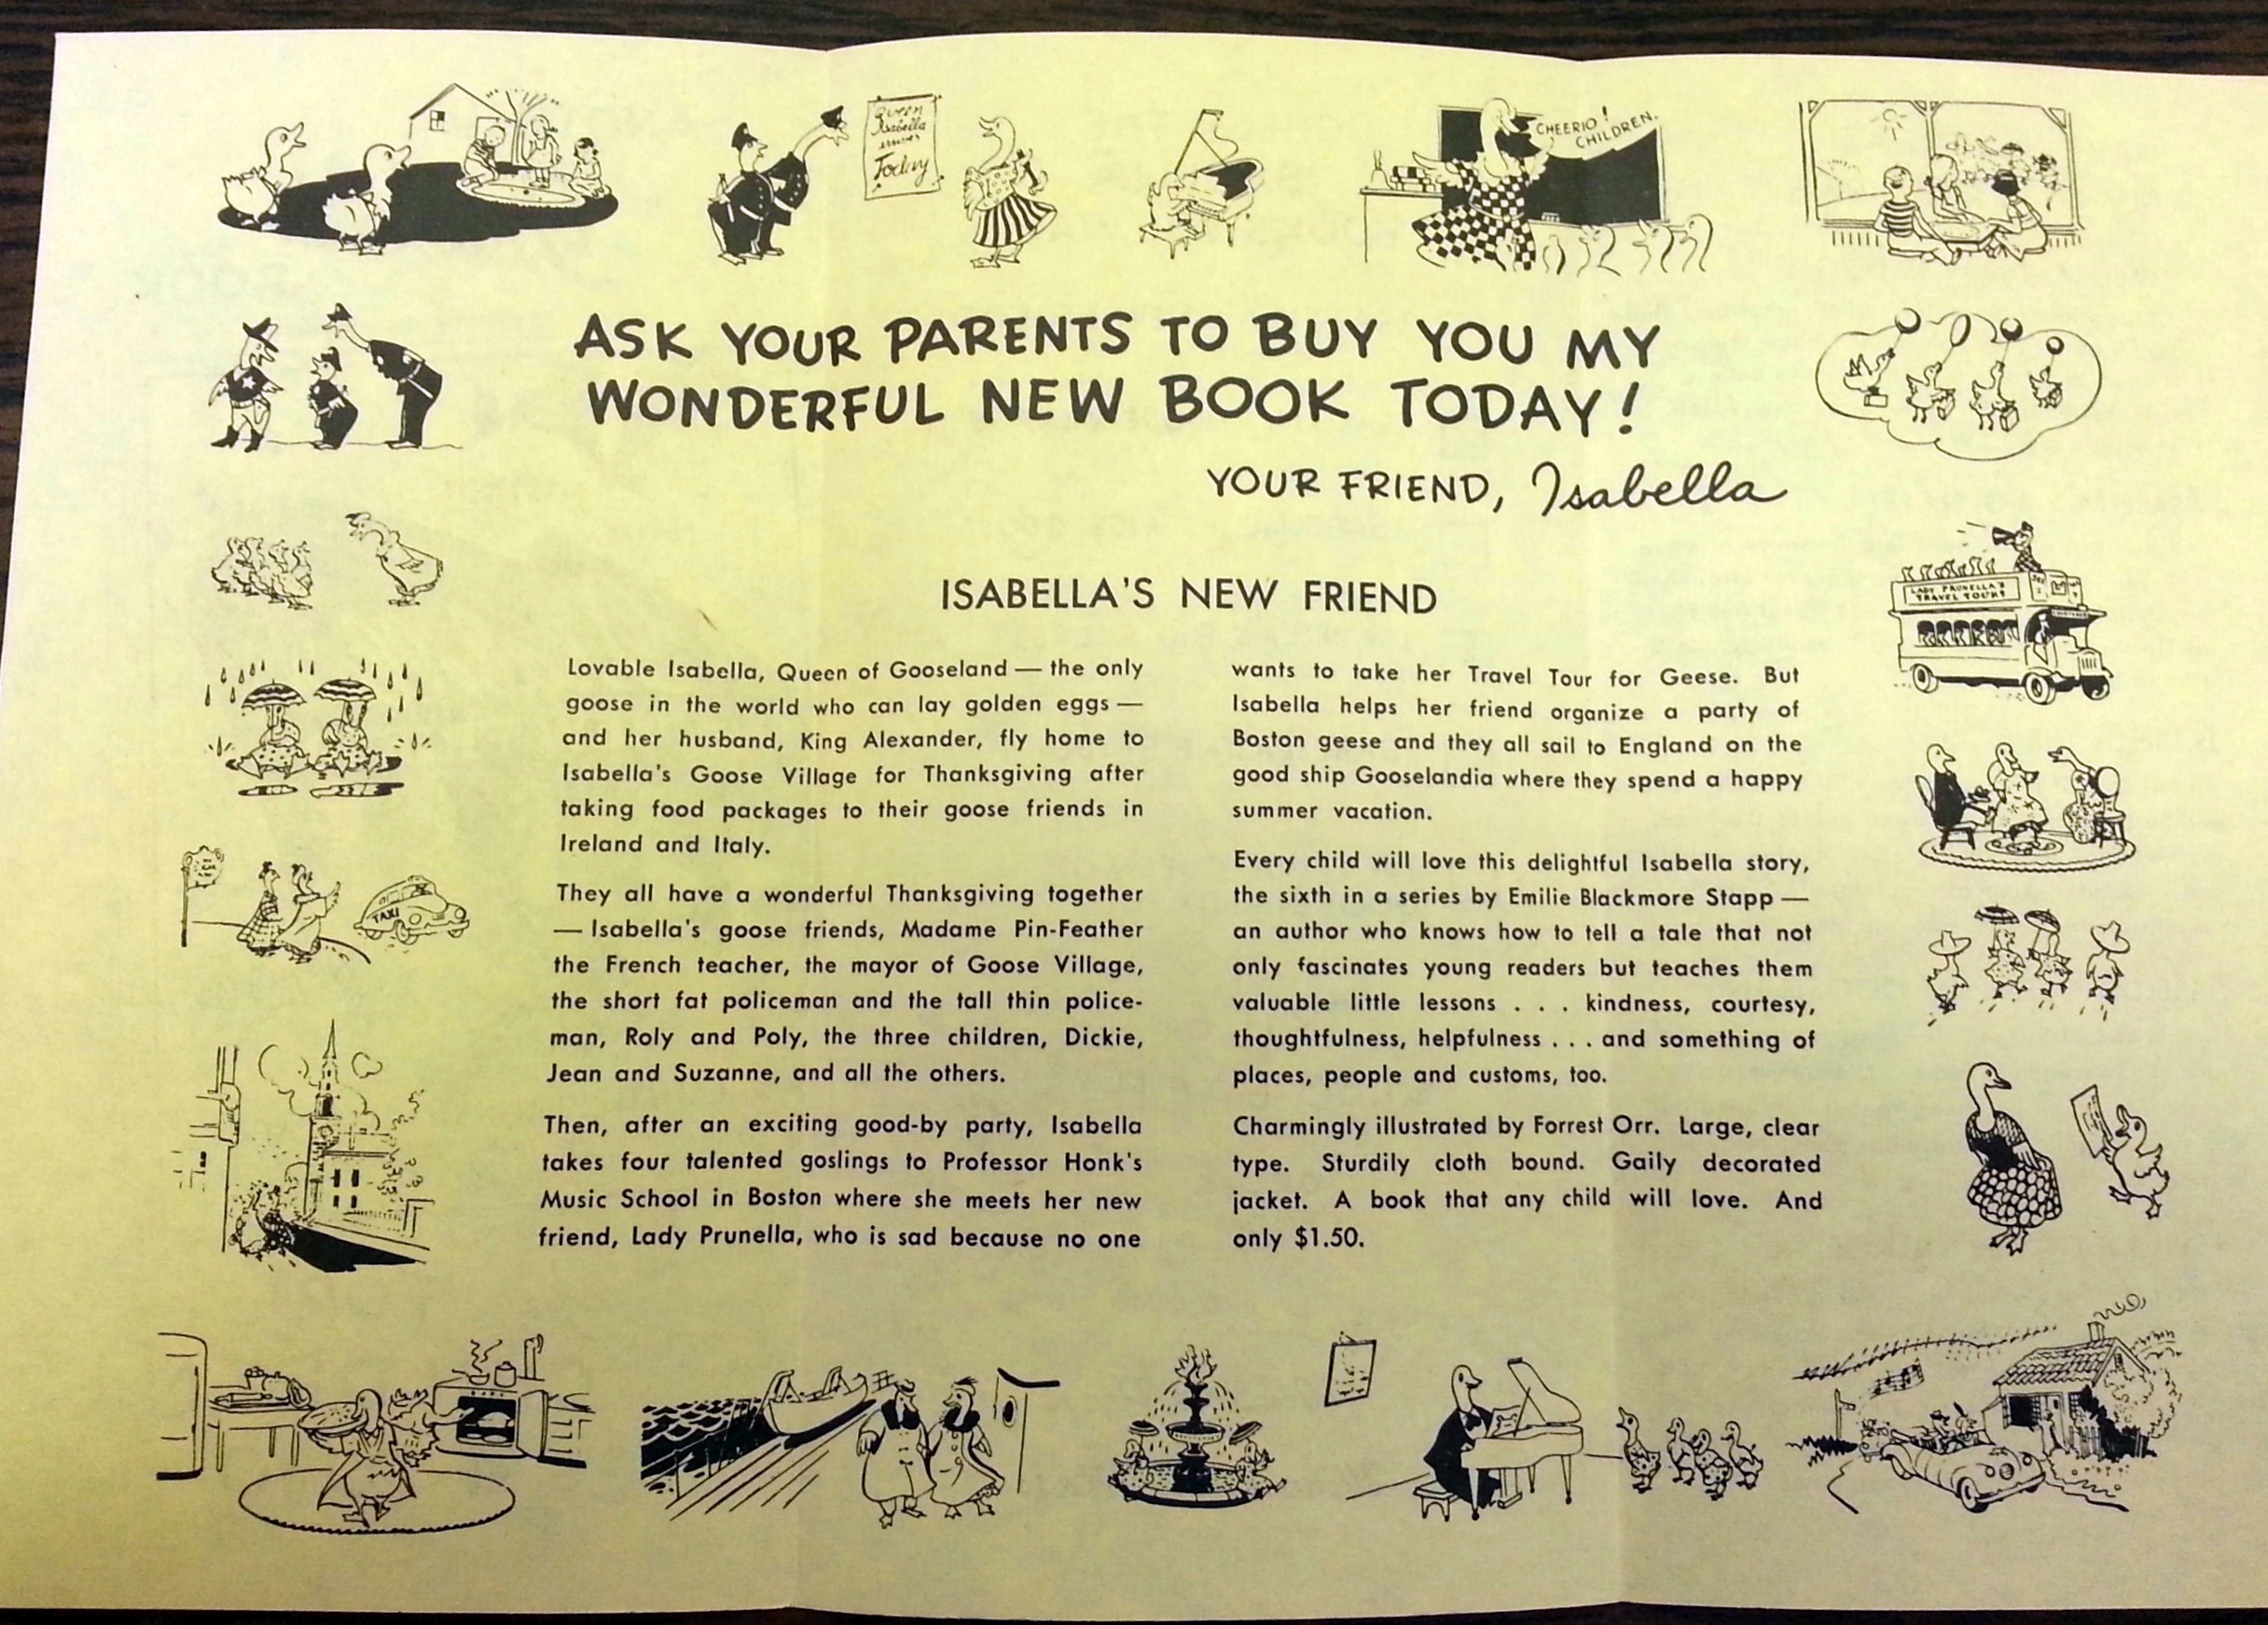 Queen
Isabella
arrives
Today
CHEERIO!
CHILDREN.
ASK YOUR PARENTS TO BUY YOU MY
WONDERFUL NEW BOOK TODAY!
YOUR FRIEND, Isabella
ISABELLA'S NEW FRIEND
Lovable Isabella, Queen of Gooseland — the only
goose in the world who can lay golden eggs —
and her husband, King Alexander, fly home to
Isabella's Goose Village for Thanksgiving after
taking food packages to their goose friends in
Ireland and Italy.
They all have a wonderful Thanksgiving together
— Isabella's goose friends, Madame Pin-Feather
the French teacher, the mayor of Goose Village,
the short fat policeman and the tall thin police-
man, Roly and Poly, the three children, Dickie,
Jean and Suzanne, and all the others.
Then, after an exciting good-by party, Isabella
takes four talented goslings to Professor Honk's
Music School in Boston where she meets her new
friend, Lady Prunella, who is sad because no one
wants to take her Travel Tour for Geese. But
Isabella helps her friend organize a party of
Boston geese and they all sail to England on the
good ship Gooselandia where they spend a happy
summer vacation.
Every child will love this delightful Isabella story,
the sixth in a series by Emilie Blackmore Stapp —
an author who knows how to tell a tale that not
only fascinates young readers but teaches them
valuable little lessons . . . kindness, courtesy,
thoughtfulness, helpfulness . . . and something of
places, people and customs, too.
Charmingly illustrated by Forrest Orr. Large, clear
type. Sturdily cloth bound. Gaily decorated
jacket. A book that any child will love. And
only $1.50.
LADY PRUNELLA'S
TRAVEL TOURS
TAXI